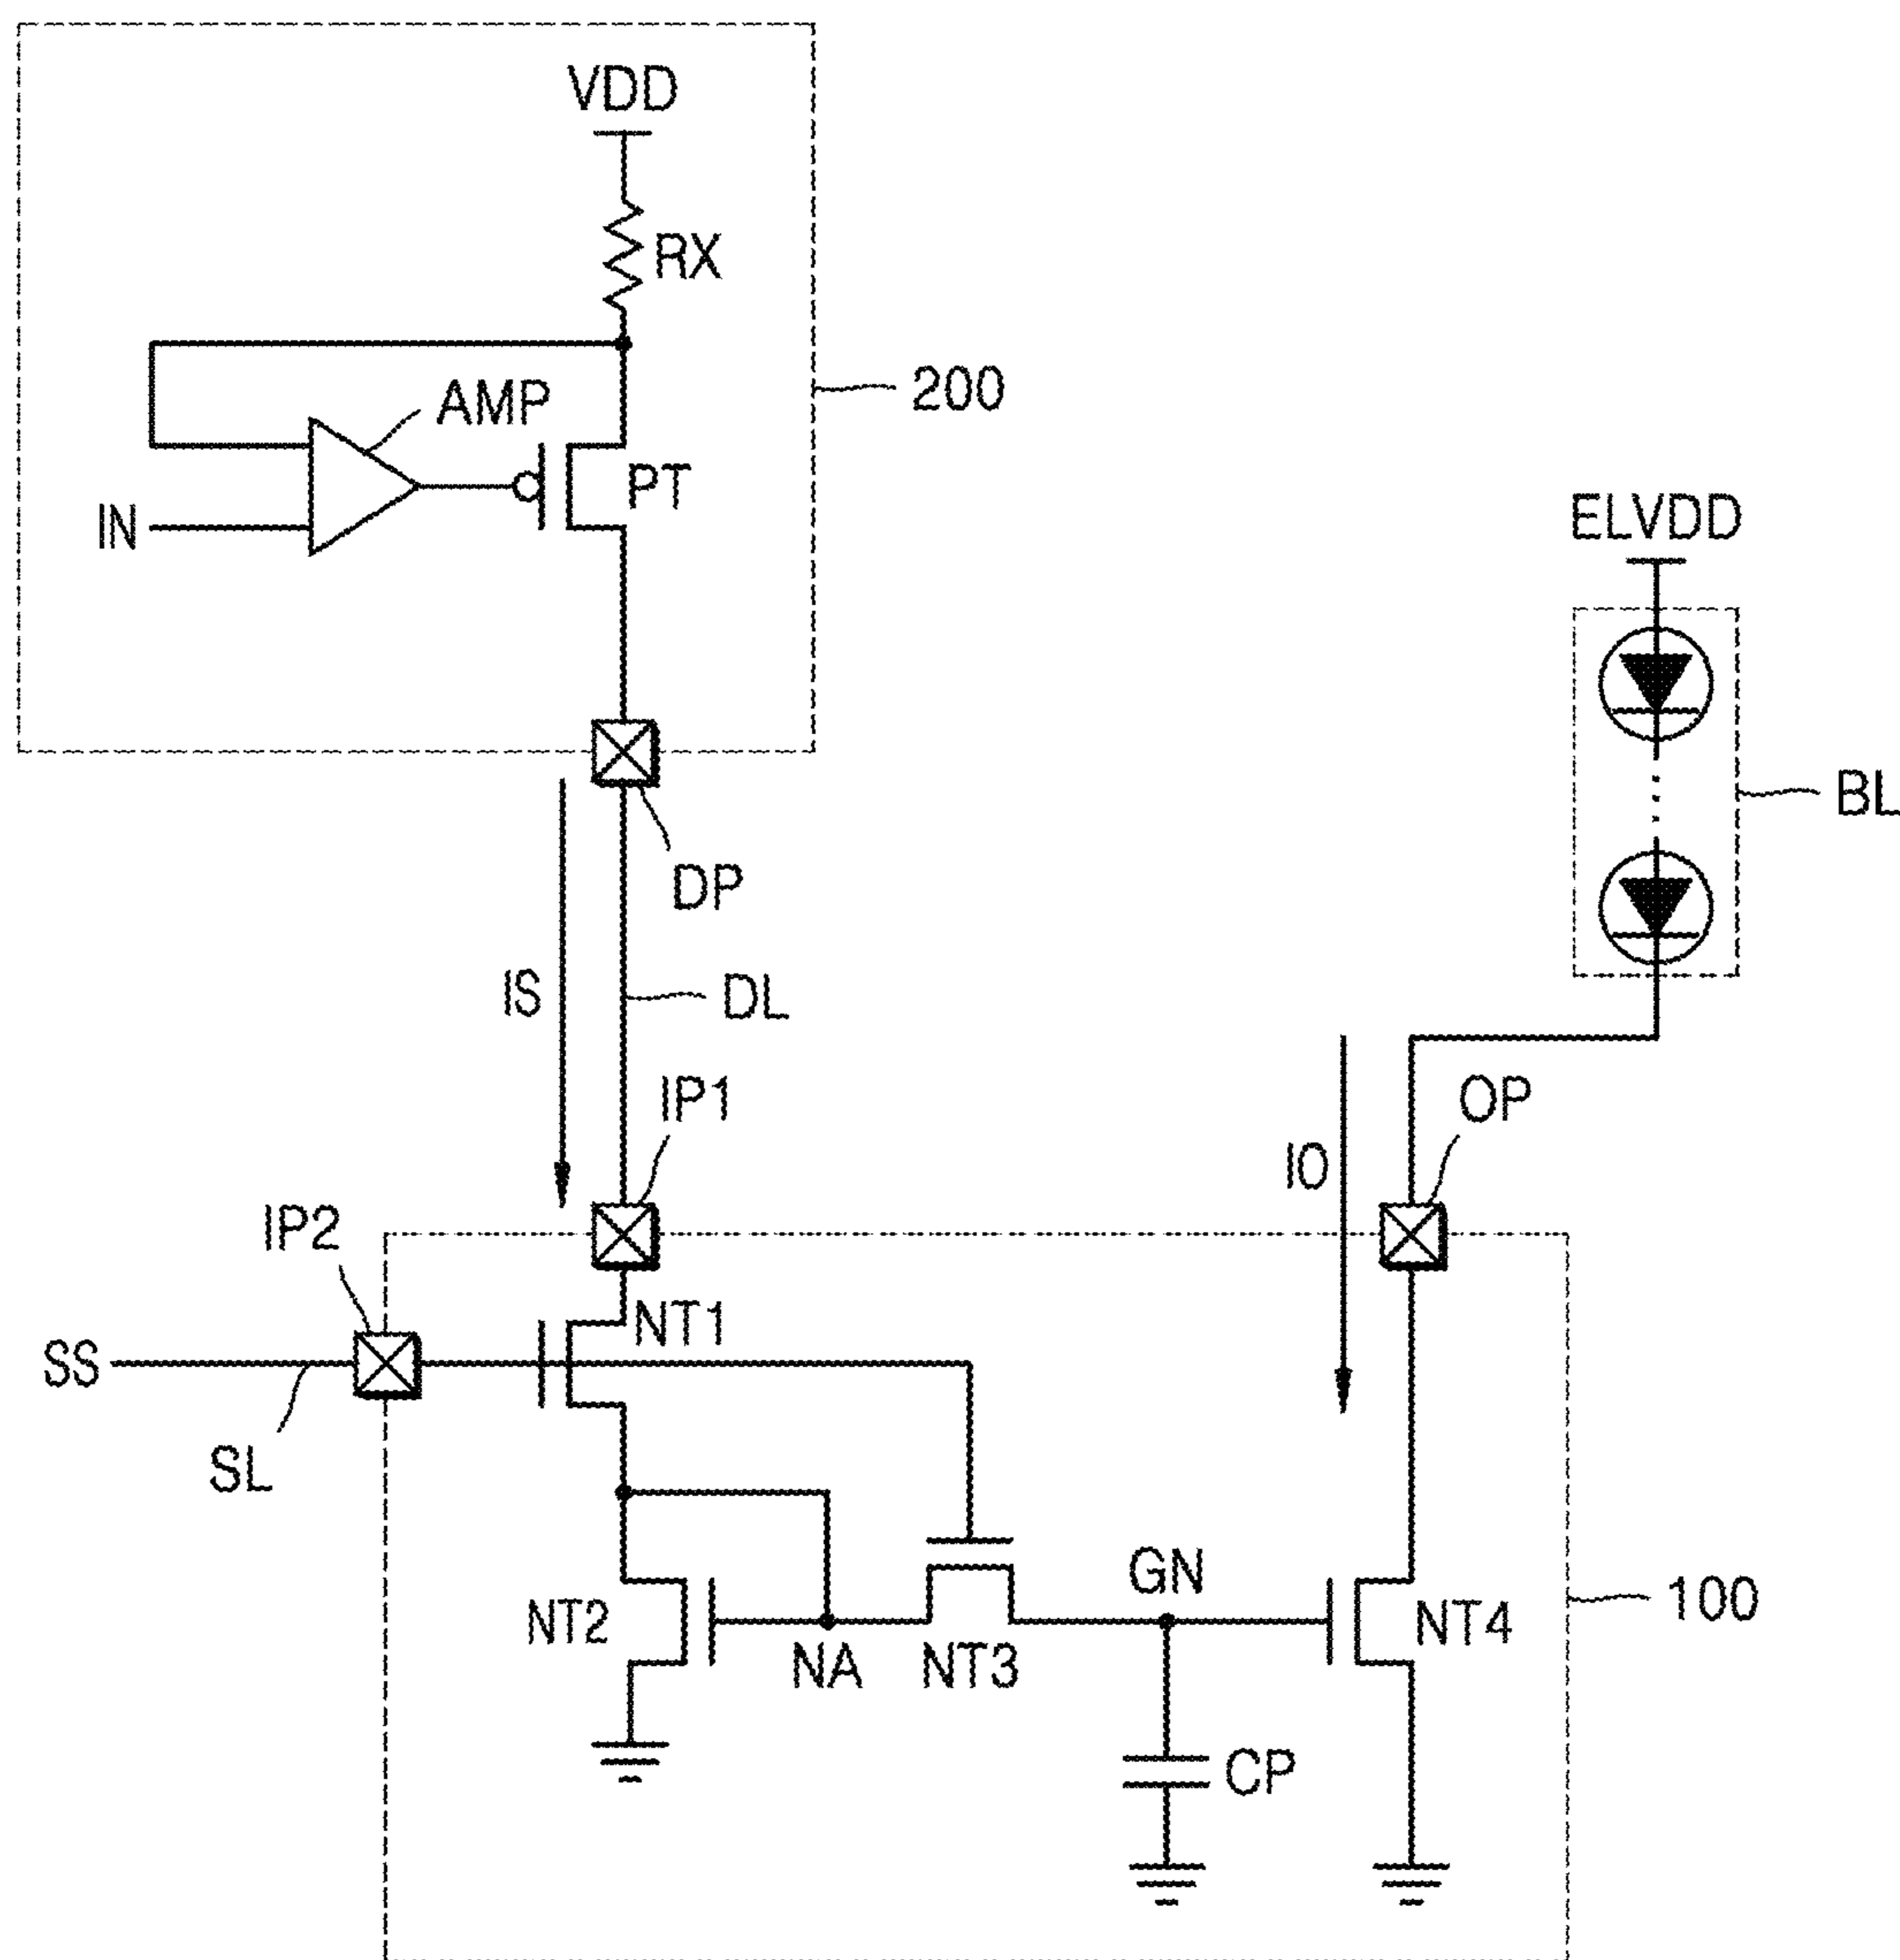 VDD
RX
200
AMP
PT
IN
ELVDD
BL
DP
IS
DL
IP1
OP
IO
IP2
NT1
SS
SL
GN
NT2
NA
NT3
NT4
100
CP